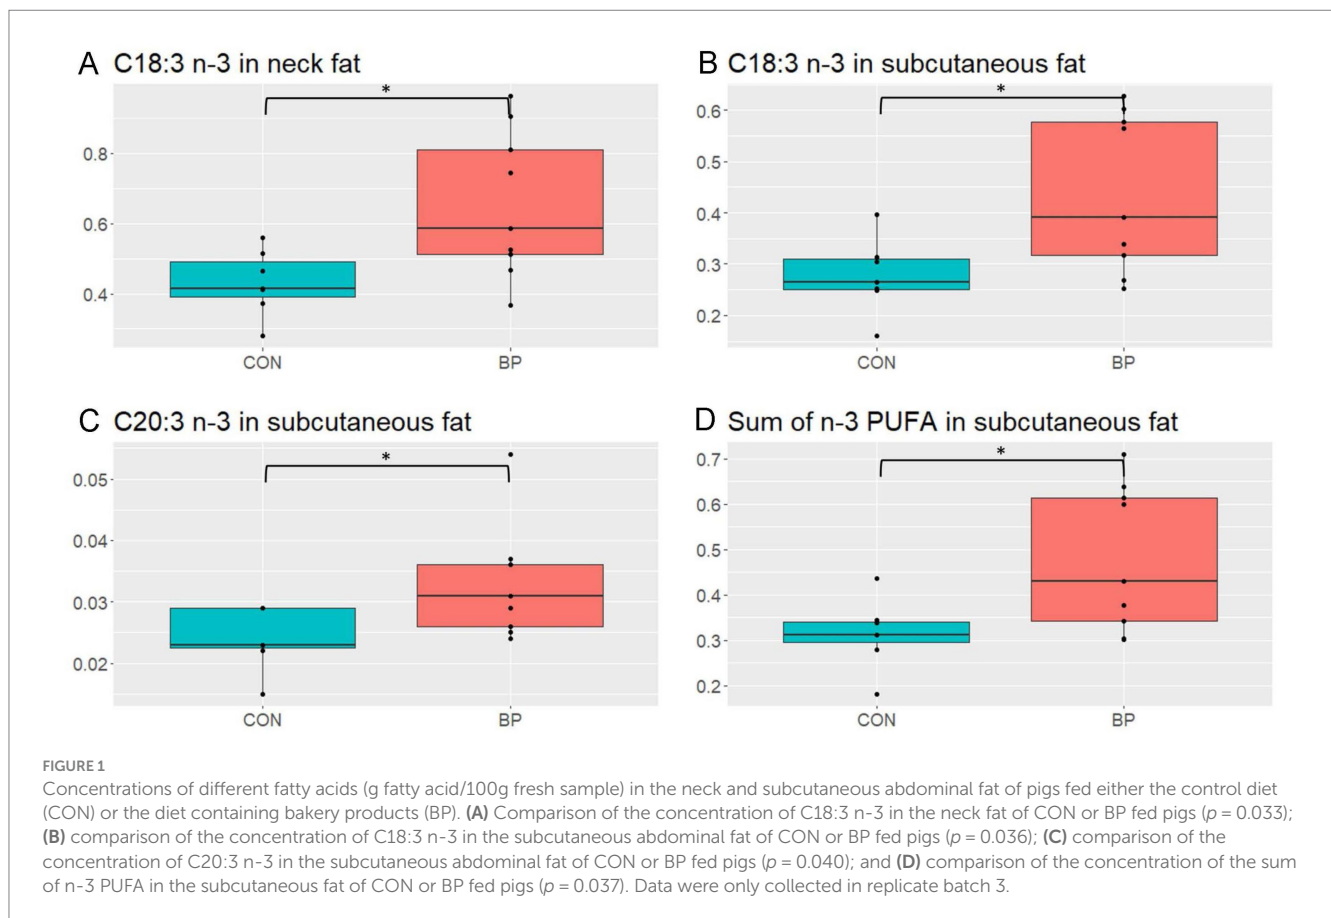 A C18:3 n-3 in neck fat
*
0.8
0.6
0.4
CON BP
B C18:3 n-3 in subcutaneous fat
*
0.6
0.5
0.4
0.3
0.2
CON BP
C C20:3 n-3 in subcutaneous fat
*
0.05
0.04
0.03
0.02
CON BP
D Sum of n-3 PUFA in subcutaneous fat
*
0.7
0.6
0.5
0.4
0.3
0.2
CON BP
FIGURE 1
Concentrations of different fatty acids (g fatty acid/100g fresh sample) in the neck and subcutaneous abdominal fat of pigs fed either the control diet
(CON) or the diet containing bakery products (BP). (A) Comparison of the concentration of C18:3 n-3 in the neck fat of CON or BP fed pigs (p = 0.033);
(B) comparison of the concentration of C18:3 n-3 in the subcutaneous abdominal fat of CON or BP fed pigs (p = 0.036); (C) comparison of the
concentration of C20:3 n-3 in the subcutaneous abdominal fat of CON or BP fed pigs (p = 0.040); and (D) comparison of the concentration of the sum
of n-3 PUFA in the subcutaneous fat of CON or BP fed pigs (p = 0.037). Data were only collected in replicate batch 3.